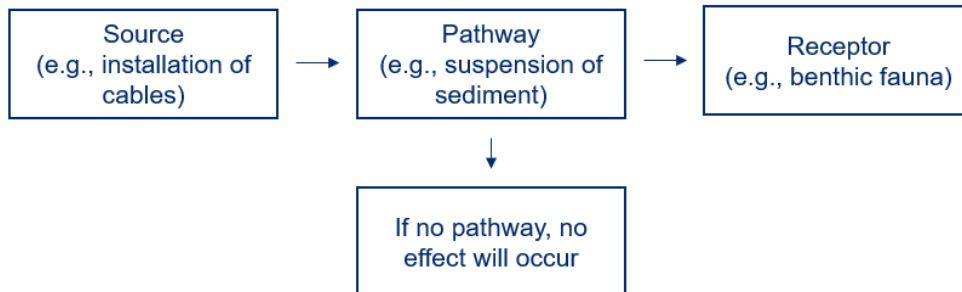 Source
(e.g., installation of
cables)
Pathway
(e.g., suspension of
sediment)
Receptor
(e.g., benthic fauna)
If no pathway, no
effect will occur